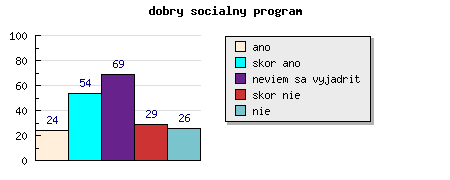 dobry socialny program
100
80
60
40
20
0
24
54
69
29
26
ano
skor ano
neviem sa vyjadrit
skor nie
nie